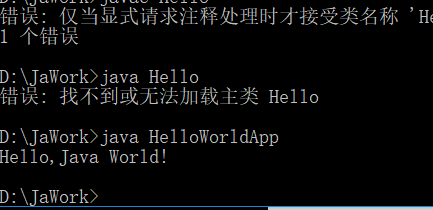 错误: 仅当显式请求注释处理时才接受类名称 'He
1 个错误
D:\JaWork>java Hello
错误: 找不到或无法加载主类 Hello
D:\JaWork>java HelloWorldApp
Hello,Java World!
D:\JaWork>